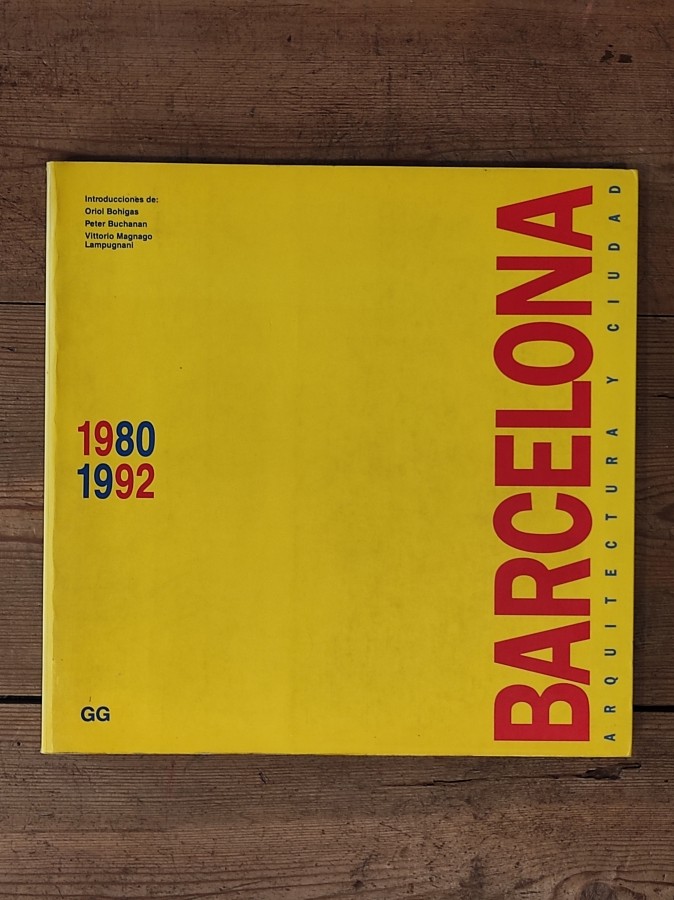 Introducciones de:
Oriol Bohigas
Peter Buchanan
Vittorio Magnago
Lampugnani
1980
1992
GG
BARCELONA
ARQUITECTURA Y CIUDAD